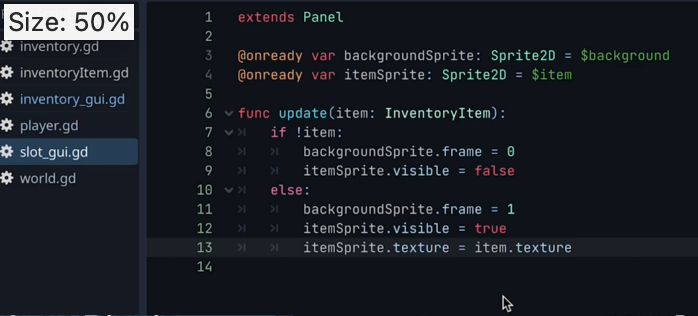 Size: 50%
inventory.gd
inventoryItem.gd
inventory_gui.gd
player.gd
slot_gui.gd
world.gd
1 extends Panel
2
3 @onready var backgroundSprite: Sprite2D = $background
4 @onready var itemSprite: Sprite2D = $item
5
6 func update(item: InventoryItem):
7 if !item:
8 backgroundSprite.frame = 0
9 itemSprite.visible = false
10 else:
11 backgroundSprite.frame = 1
12 itemSprite.visible = true
13 itemSprite.texture = item.texture
14